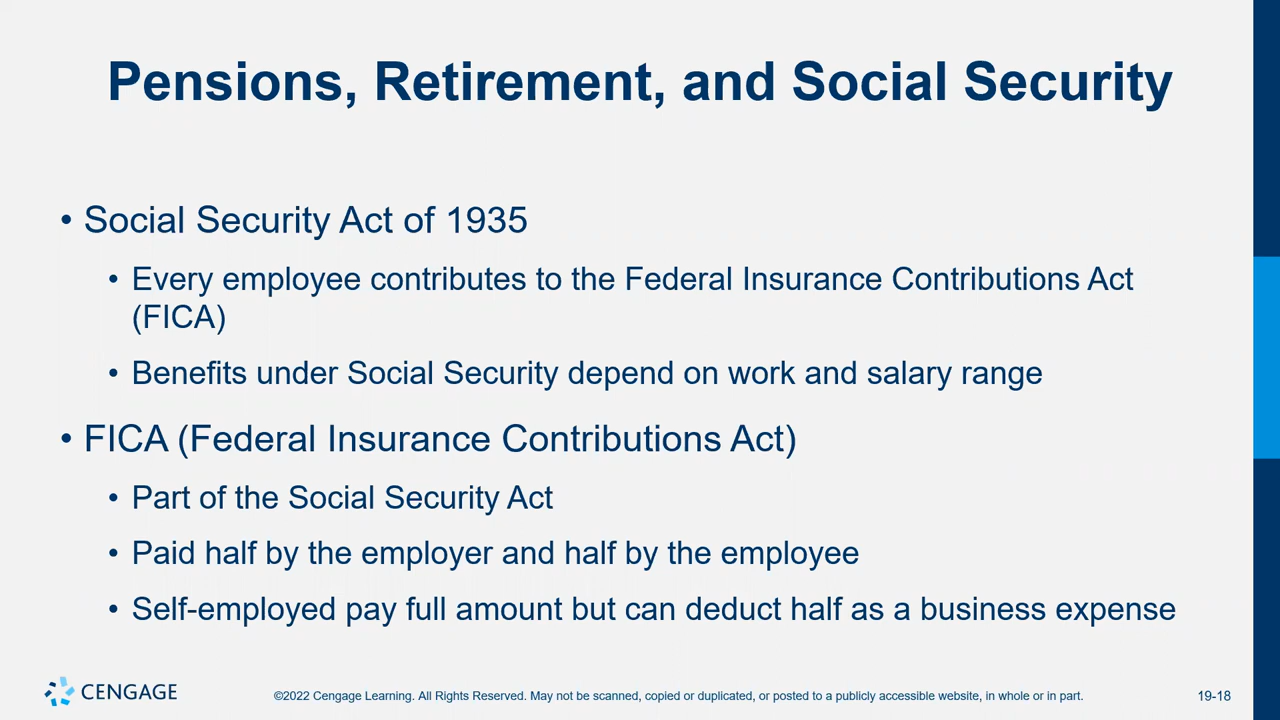 Pensions, Retirement, and Social Security
• Social Security Act of 1935
• Every employee contributes to the Federal Insurance Contributions Act
(FICA)
• Benefits under Social Security depend on work and salary range
• FICA (Federal Insurance Contributions Act)
• Part of the Social Security Act
• Paid half by the employer and half by the employee
• Self-employed pay full amount but can deduct half as a business expense
CENGAGE
©2022 Cengage Learning. All Rights Reserved. May not be scanned, copied or duplicated, or posted to a publicly accessible website, in whole or in part.
19-18